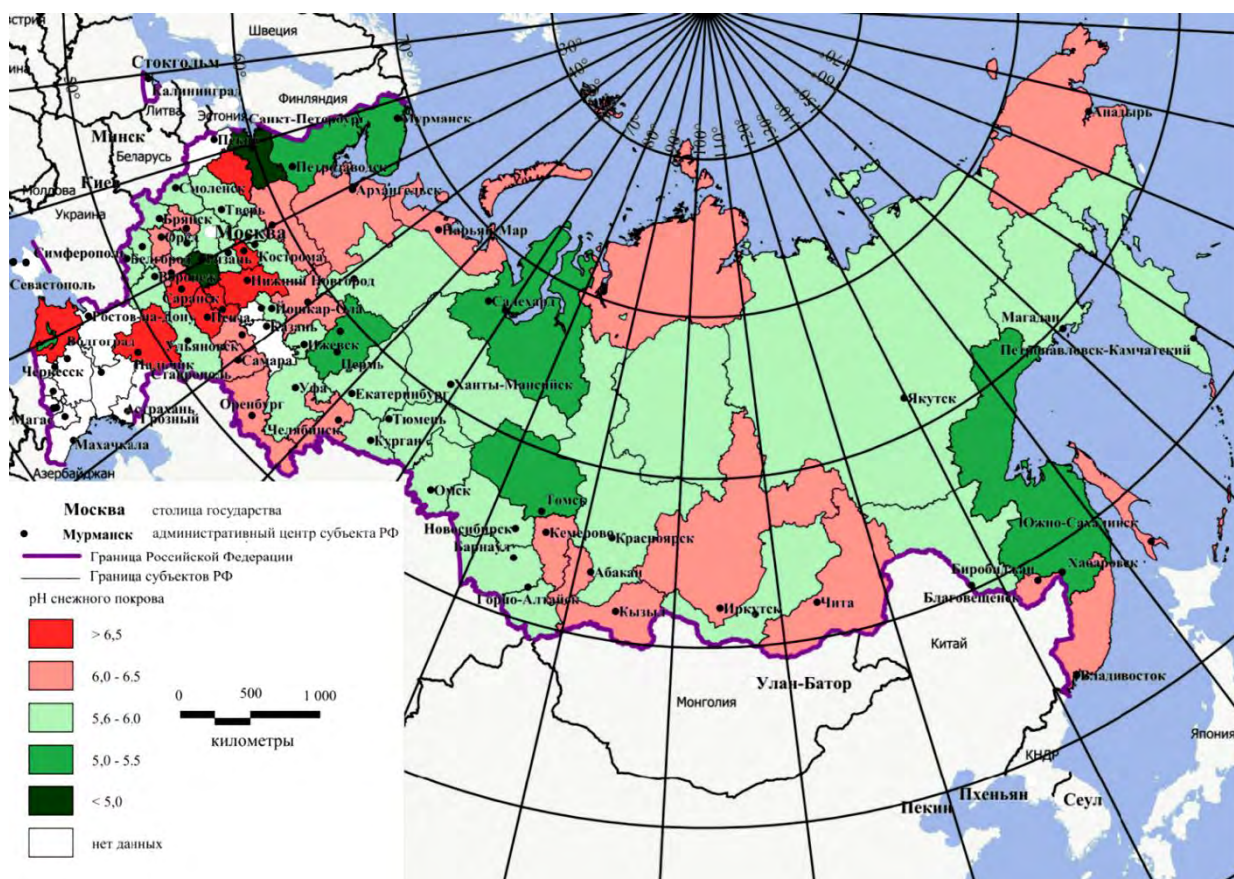 Швеция
Стокгольм
Калининград
Финляндия
Литва
Эстония
Санкт-Петербург
Мурманск
Минск
Беларусь
Петрозаводск
Молдова
Киев
Смоленск
Архангельск
Анадырь
Украина
Тверь
Брянск
Москва
Нарьян-Мар
Орел
Симферополь
Белгород
Рязань
Кострома
Севастополь
Воронеж
Нижний Новгород
Саранск
Салехард
Йошкар-Ола
Ростов-на-дону
Пенза
Казань
Магадан
Волгоград
Ульяновск
Ижевск
Петропавловск-Камчатский
Черкесск
Нальчик
Самара
Пермь
Ставрополь
Ханты-Мансийск
Уфа
Екатеринбург
Якутск
Магас
Астрахань
Оренбург
Грозный
Челябинск
Тюмень
Махачкала
Курган
Азербайджан
Омск
Томск
Южно-Сахалинск
Новосибирск
Кемерово
Красноярск
Барнаул
Хабаровск
Абакан
Биробиджан
Благовещенск
Горно-Алтайск
Кызыл
Иркутск
Чита
Китай
Владивосток
Улан-Батор
Монголия
Япония
КНДР
Пхеньян
Пекин
Сеул
Москва столица государства
Мурманск административный центр субъекта РФ
Граница Российской Федерации
Граница субъектов РФ
pH снежного покрова
> 6,5
6,0 - 6.5
5,6 - 6.0
5,0 - 5.5
< 5,0
нет данных
0 500 1 000
километры